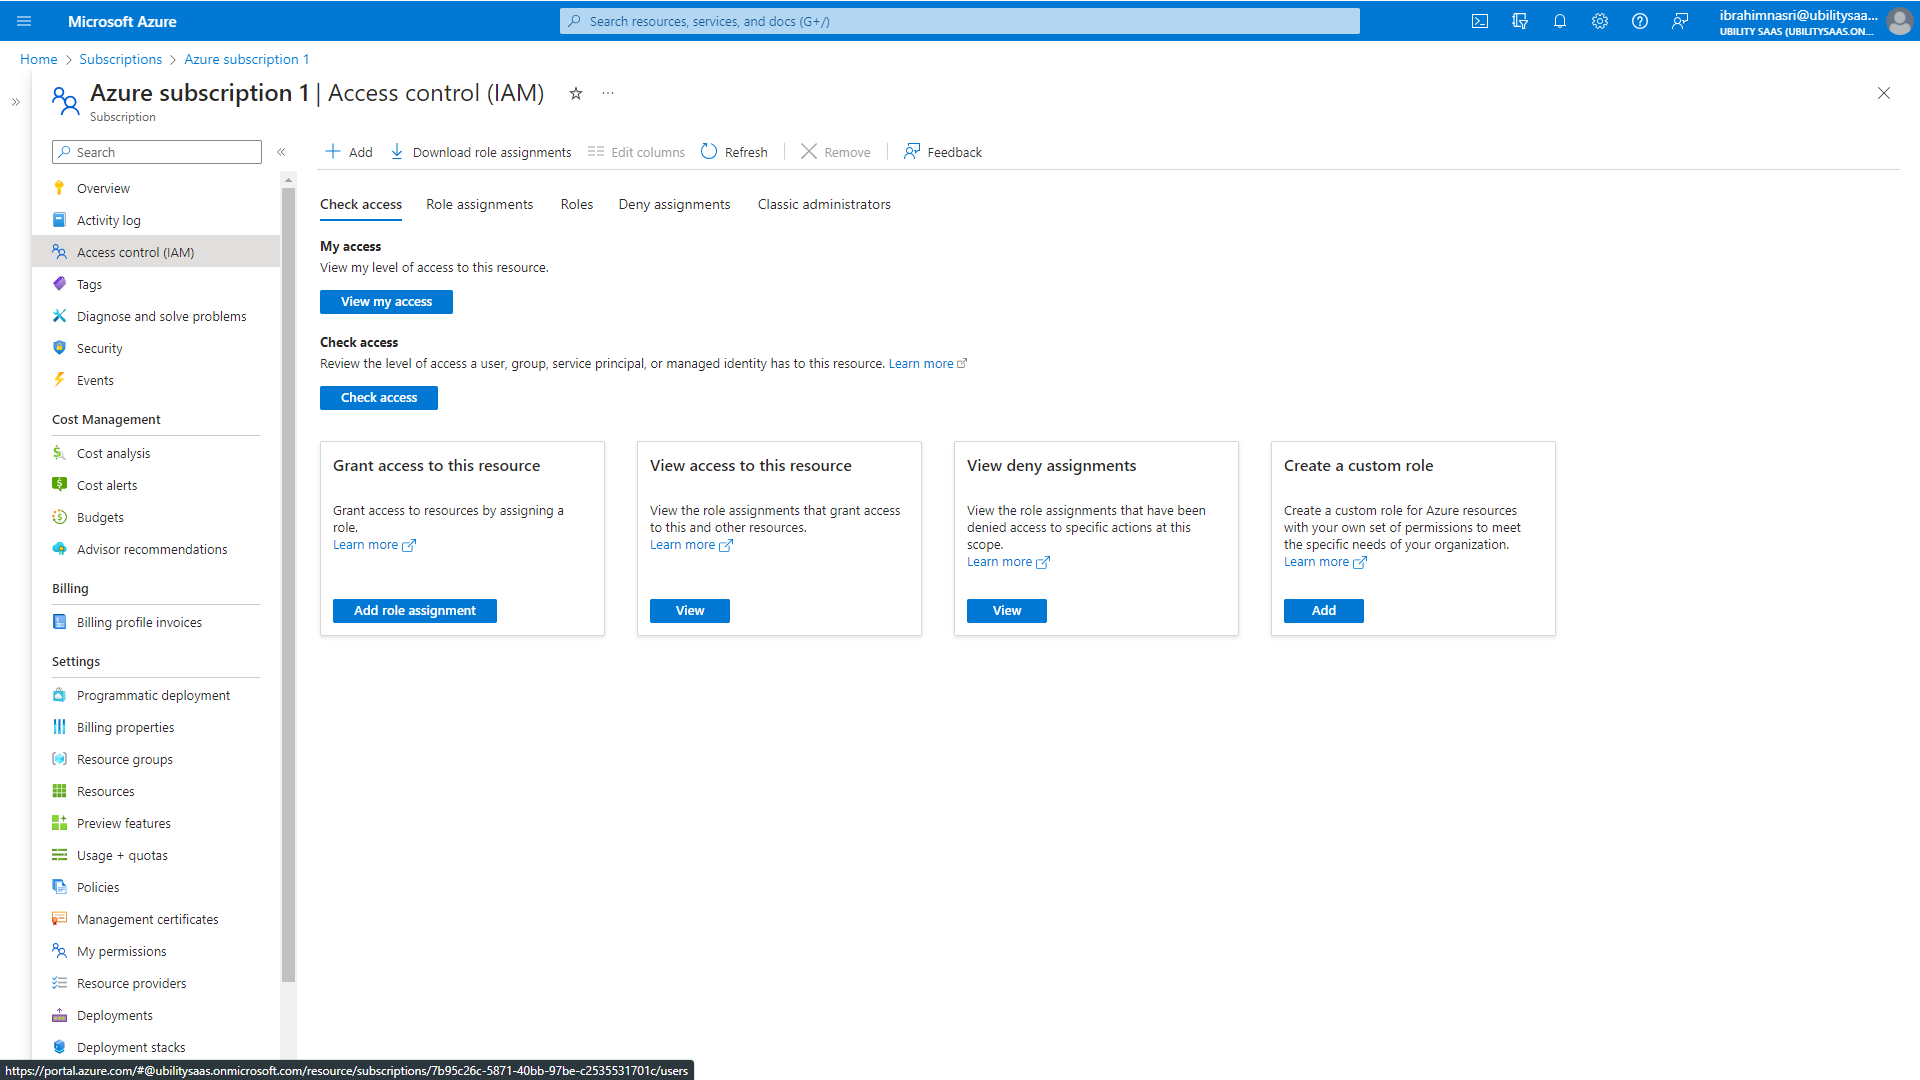 Microsoft Azure
Search resources, services, and docs (G+/)
ibrahimnasri@ubilitysaa...
UBILITY SAAS (UBILITYSAAS.ON...
Home > Subscriptions > Azure subscription 1
Azure subscription 1 | Access control (IAM)
Subscription
Search
Add
Download role assignments
Edit columns
Refresh
Remove
Feedback
Overview
Activity log
Access control (IAM)
Tags
Diagnose and solve problems
Security
Events
Cost Management
Cost analysis
Cost alerts
Budgets
Advisor recommendations
Billing
Billing profile invoices
Settings
Programmatic deployment
Billing properties
Resource groups
Resources
Preview features
Usage + quotas
Policies
Management certificates
My permissions
Resource providers
Deployments
Deployment stacks
Check access
Role assignments
Roles
Deny assignments
Classic administrators
My access
View my level of access to this resource.
View my access
Check access
Review the level of access a user, group, service principal, or managed identity has to this resource. Learn more
Check access
Grant access to this resource
Grant access to resources by assigning a
role.
Learn more
Add role assignment
View access to this resource
View the role assignments that grant access
to this and other resources.
Learn more
View
View deny assignments
View the role assignments that have been
denied access to specific actions at this
scope.
Learn more
View
Create a custom role
Create a custom role for Azure resources
with your own set of permissions to meet
the specific needs of your organization.
Learn more
Add
https://portal.azure.com/#@ubilitysaas.onmicrosoft.com/resource/subscriptions/7b95c26c-5871-40bb-97be-c2535531701c/users